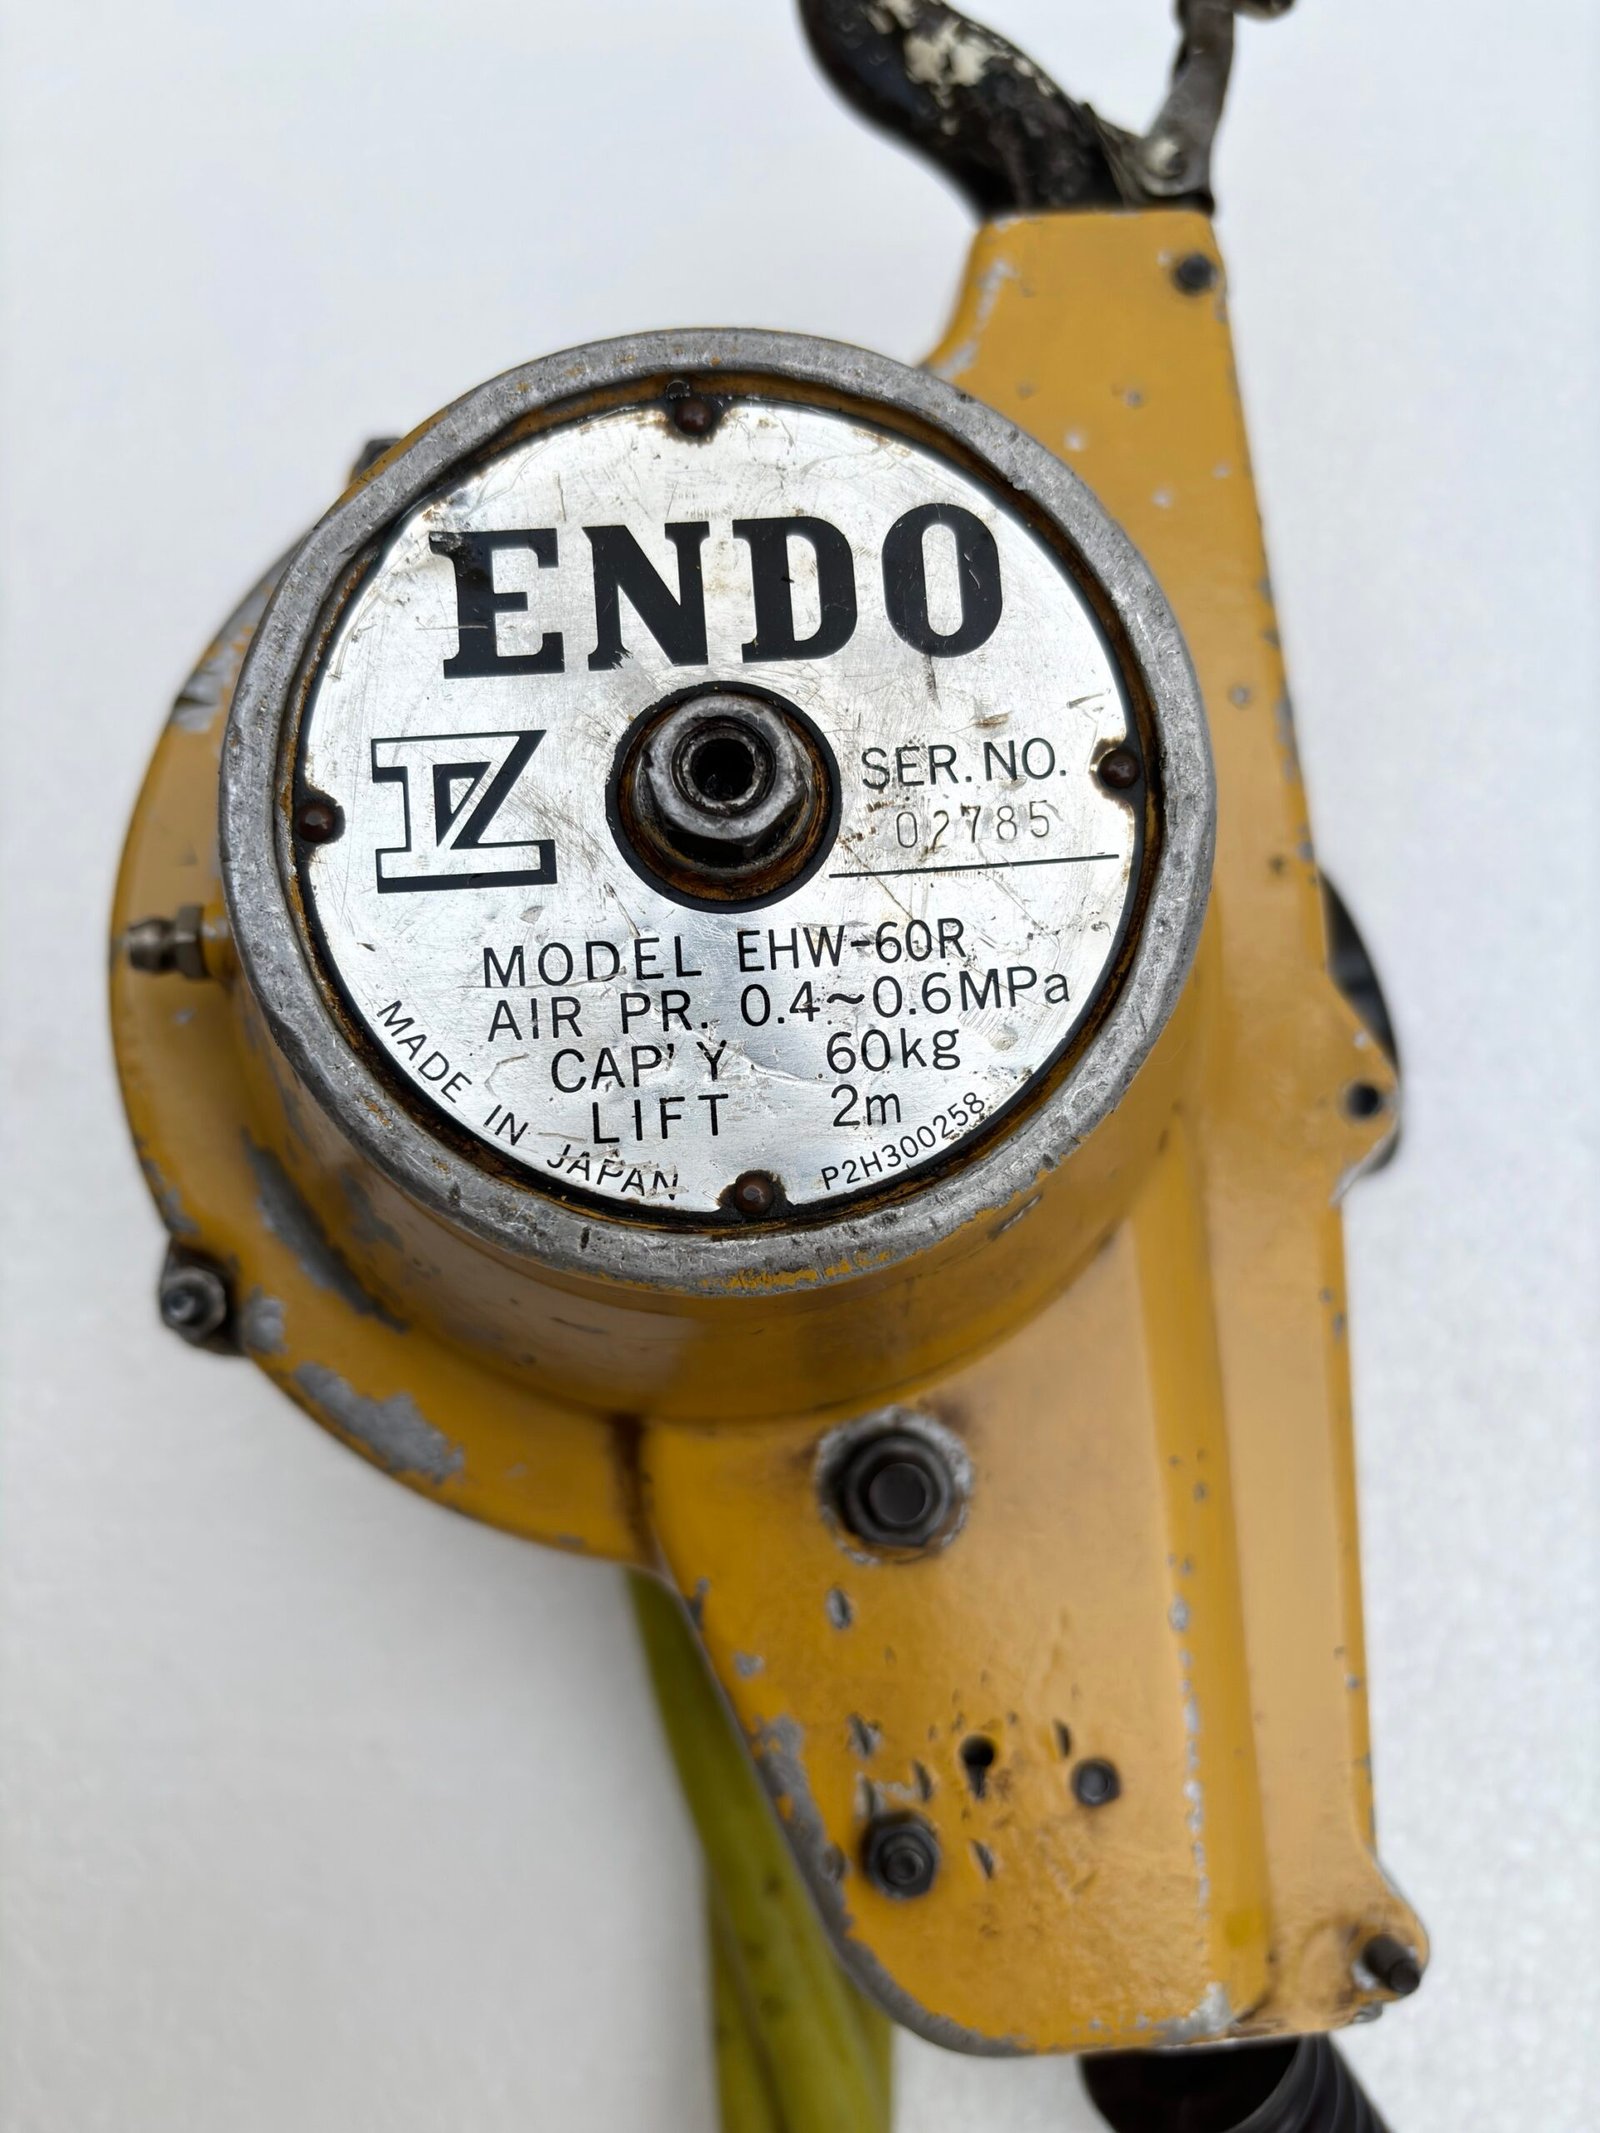 ENDO
SER. NO.
02785
MODEL EHW-60R
AIR PR. 0.4~0.6MPa
CAP'Y 60kg
LIFT 2m
MADE IN JAPAN
P2H300258